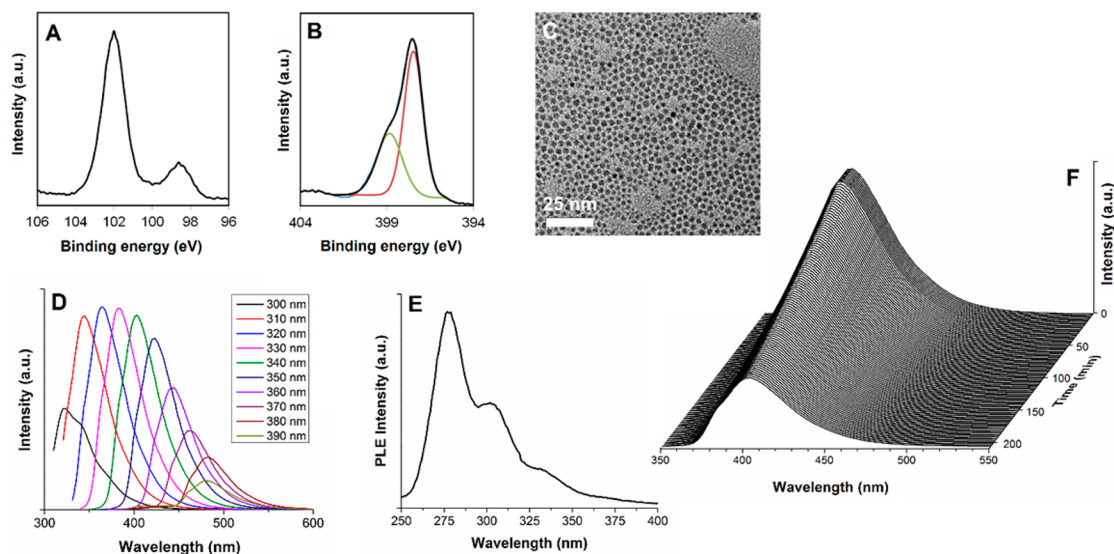 A
Intensity (a.u.)
106 104 102 100 98 96
Binding energy (eV)
B
Intensity (a.u.)
404 399 394
Binding energy (eV)
C
25 nm
D
Intensity (a.u.)
300 nm
310 nm
320 nm
330 nm
340 nm
350 nm
360 nm
370 nm
380 nm
390 nm
300 400 500 600
Wavelength (nm)
E
PLE Intensity (a.u.)
250 300 350 400
Wavelength (nm)
F
Intensity (a.u.)
0
50
100
150
200
Time (min)
350 400 450 500 550
Wavelength (nm)